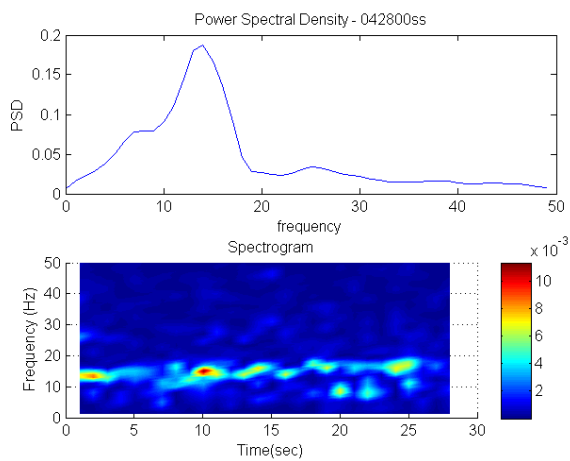 Power Spectral Density - 042800ss
0.2
0.15
0.1
0.05
0
PSD
0 10 20 30 40 50
frequency
Spectrogram
50
40
30
20
10
0
Frequency (Hz)
0 5 10 15 20 25 30
Time(sec)
x 10⁻³
10
8
6
4
2